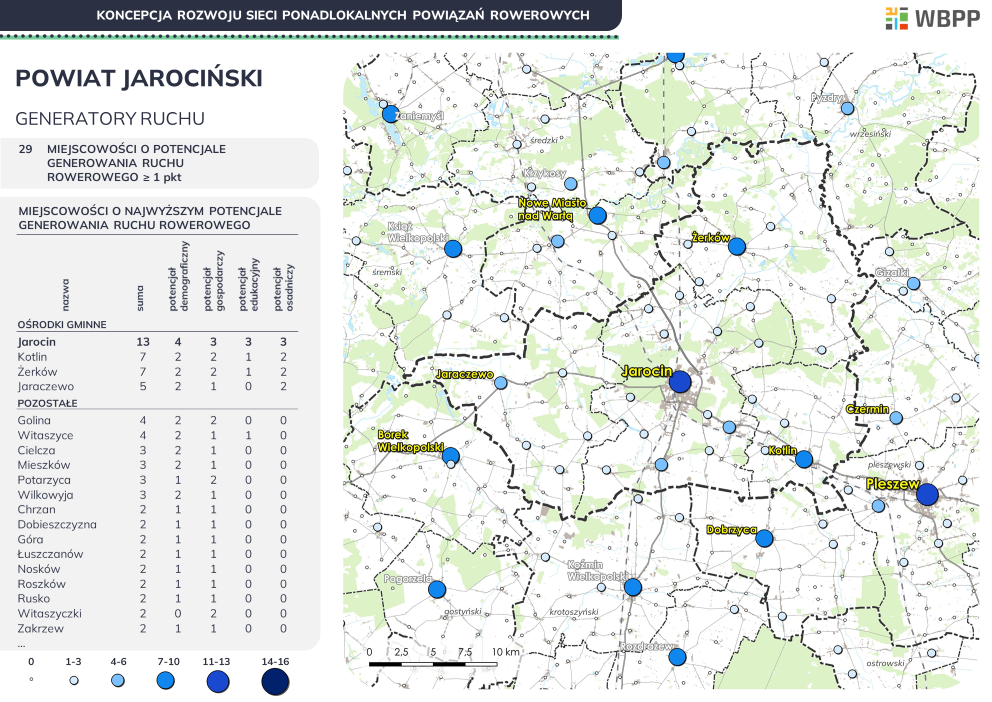 KONCEPCJA ROZWOJU SIECI PONADLOKALNYCH POWIĄZAŃ ROWEROWYCH
WBPP
POWIAT JAROCIŃSKI
GENERATORY RUCHU
29 MIEJSCOWOŚCI O POTENCJALE
GENEROWANIA RUCHU
ROWEROWEGO ≥ 1 pkt
MIEJSCOWOŚCI O NAJWYŻSZYM POTENCJALE
GENEROWANIA RUCHU ROWEROWEGO
nazwa
suma
potencjał
demograficzny
potencjał
gospodarczy
potencjał
edukacyjny
potencjał
osadniczy
OŚRODKI GMINNE
Jarocin 13 4 3 3 3
Kotlin 7 2 2 1 2
Żerków 7 2 2 1 2
Jaraczewo 5 2 1 0 2
POZOSTAŁE
Golina 4 2 2 0 0
Witaszyce 4 2 1 1 0
Cielcza 3 2 1 0 0
Mieszków 3 2 1 0 0
Potarzyca 3 1 2 0 0
Wilkowyja 3 2 1 0 0
Chrzan 2 1 1 0 0
Dobieszczyzna 2 1 1 0 0
Góra 2 1 1 0 0
Łuszczanów 2 1 1 0 0
Nosków 2 1 1 0 0
Roszków 2 1 1 0 0
Rusko 2 1 1 0 0
Witaszyczki 2 0 2 0 0
Zakrzew 2 1 1 0 0
...
0 1-3 4-6 7-10 11-13 14-16
Zaniemyśl
Pyzdry
wrzesiński
średzki
Krzykosy
Nowe Miasto
nad Wartą
Książ
Wielkopolski
Żerków
śremski
Gizałki
Jaraczewo
Jarocin
Czermin
Borek
Wielkopolski
Kotlin
pleszewski
Pleszew
Dobrzyca
Pogorzela
Koźmin
Wielkopolski
gostyński
krotoszyński
Rozdrażew
ostrowski
0 2,5 5 7,5 10 km